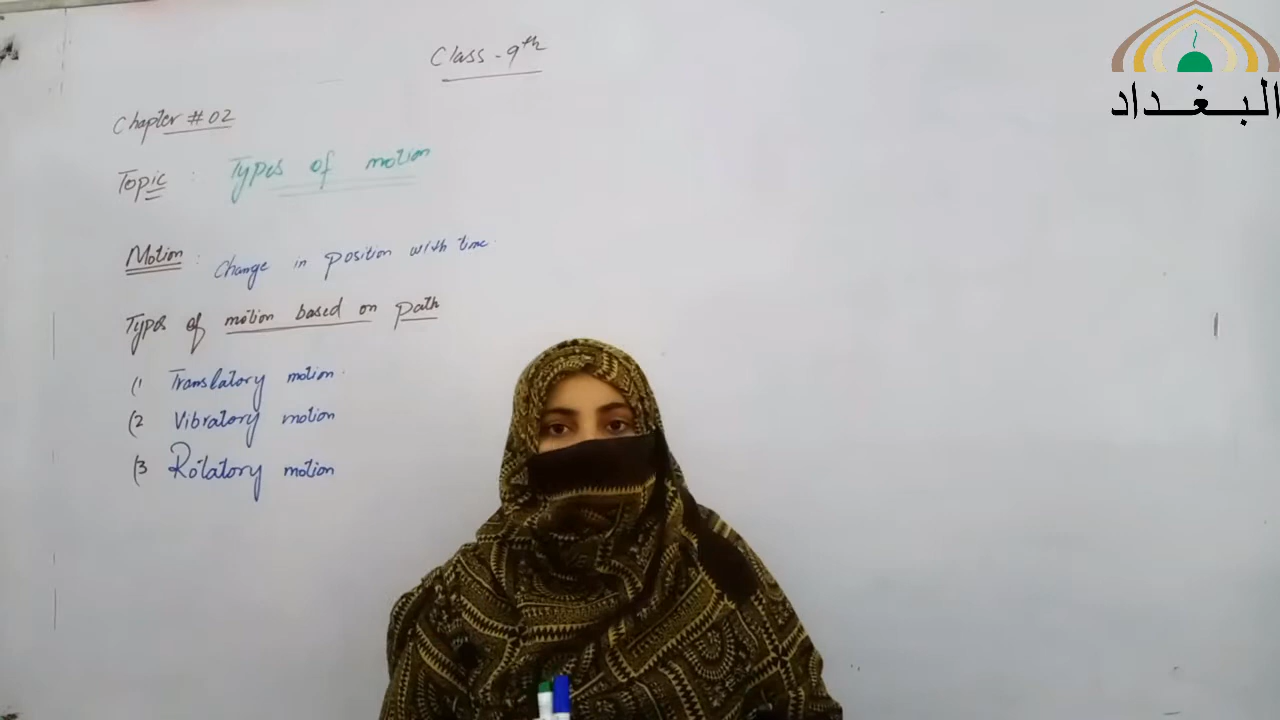 Class - 9th
البغداد
Chapter # 02
Topic : Types of motion
Motion : Change in position with time.
Types of motion based on path
(1 Translatory motion.
(2 Vibratory motion
(3 Rotatory motion